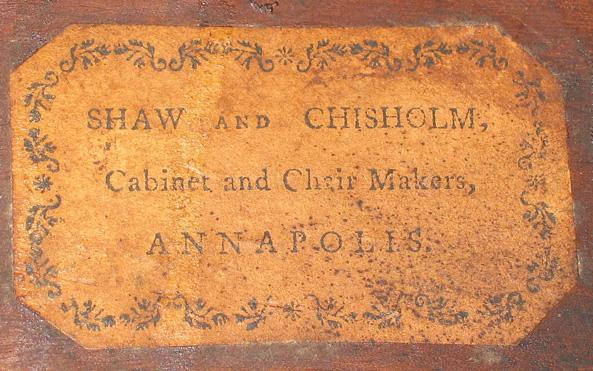 SHAW AND CHISHOLM,
Cabinet and Chair Makers,
ANNAPOLIS.